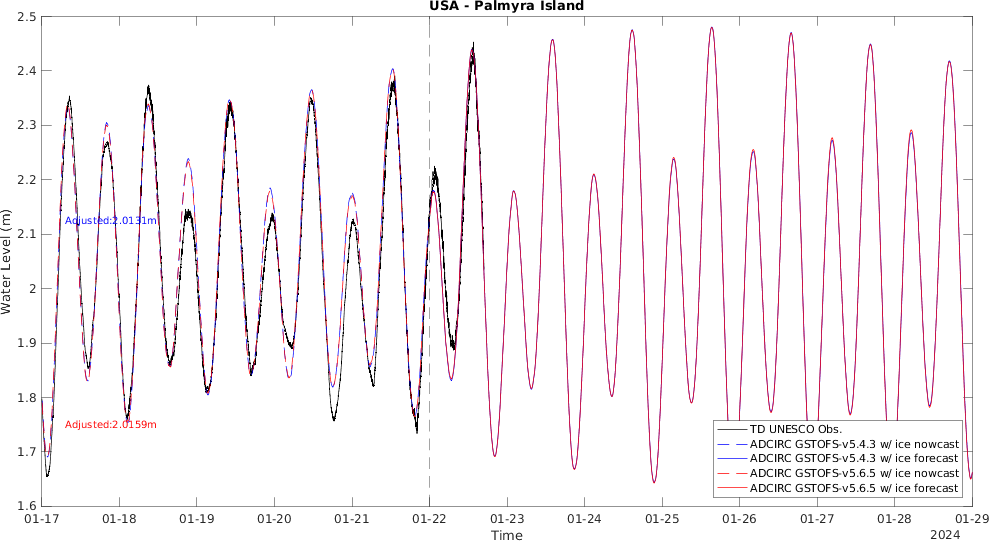 USA - Palmyra Island
2.5
2.4
2.3
2.2
2.1
2
1.9
1.8
1.7
1.6
Water Level (m)
Adjusted:2.0131m
Adjusted:2.0159m
TD UNESCO Obs.
ADCIRC GSTOFS-v5.4.3 w/ ice nowcast
ADCIRC GSTOFS-v5.4.3 w/ ice forecast
ADCIRC GSTOFS-v5.6.5 w/ ice nowcast
ADCIRC GSTOFS-v5.6.5 w/ ice forecast
01-17 01-18 01-19 01-20 01-21 01-22 01-23 01-24 01-25 01-26 01-27 01-28 01-29
Time
2024